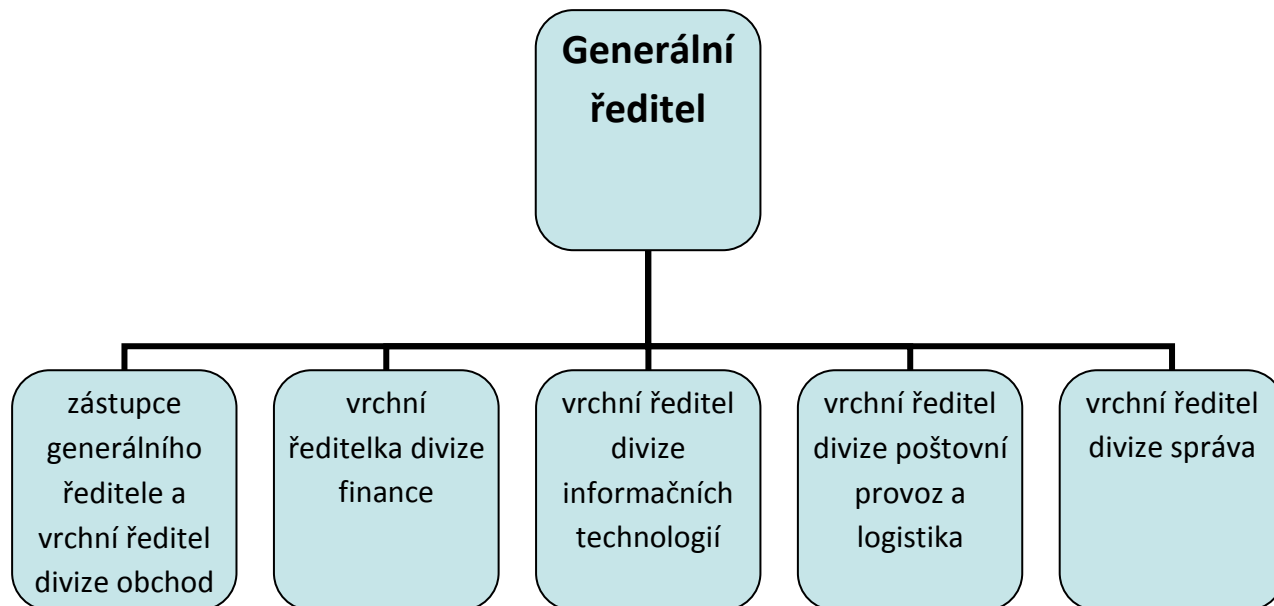 Generální
ředitel
zástupce
generálního
ředitele a
vrchní ředitel
divize obchod
vrchní
ředitelka divize
finance
vrchní ředitel
divize
informačních
technologií
vrchní ředitel
divize poštovní
provoz a
logistika
vrchní ředitel
divize správa